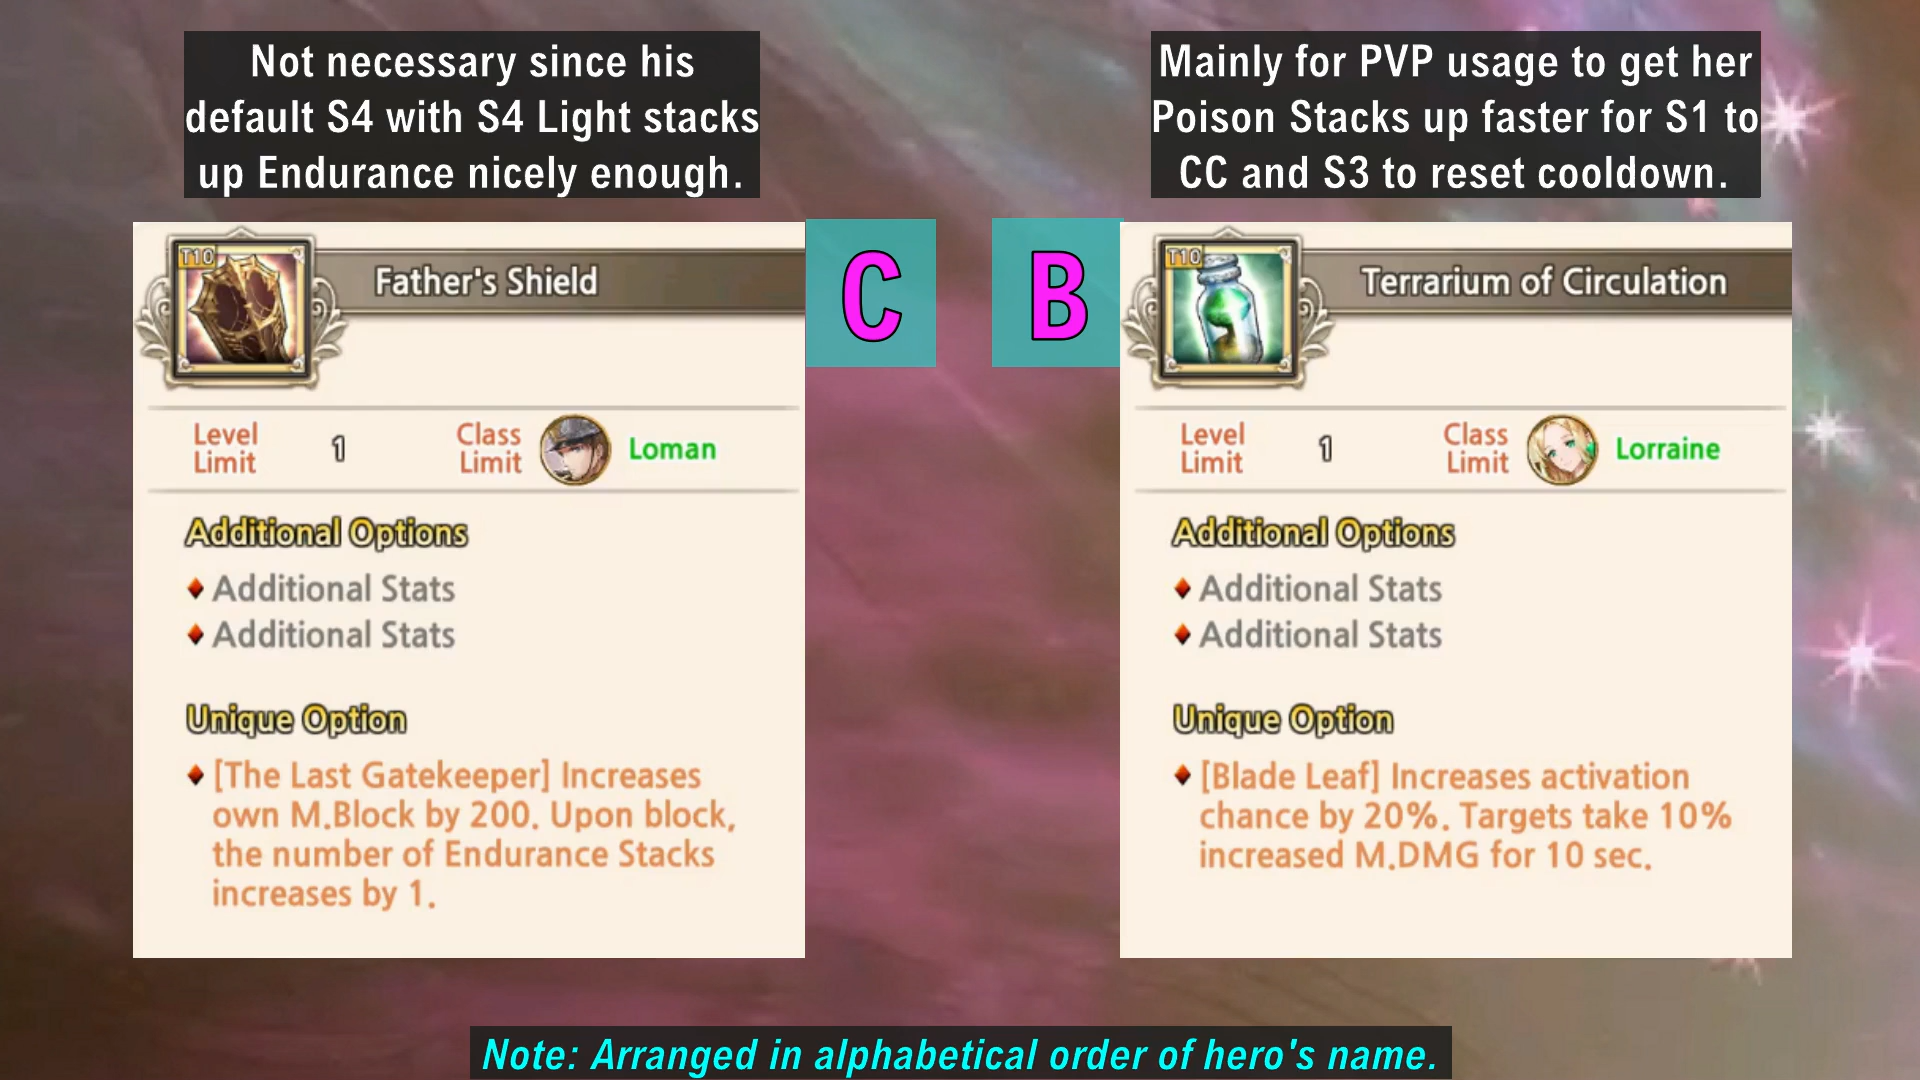 Not necessary since his
default S4 with S4 Light stacks
up Endurance nicely enough.
Mainly for PVP usage to get her
Poison Stacks up faster for S1 to
CC and S3 to reset cooldown.
T10
Father's Shield
C
Level
Limit
1
Class
Limit
Loman
Additional Options
Additional Stats
Additional Stats
Unique Option
[The Last Gatekeeper] Increases
own M.Block by 200. Upon block,
the number of Endurance Stacks
increases by 1.
B
T10
Terrarium of Circulation
Level
Limit
1
Class
Limit
Lorraine
Additional Options
Additional Stats
Additional Stats
Unique Option
[Blade Leaf] Increases activation
chance by 20%. Targets take 10%
increased M.DMG for 10 sec.
Note: Arranged in alphabetical order of hero's name.